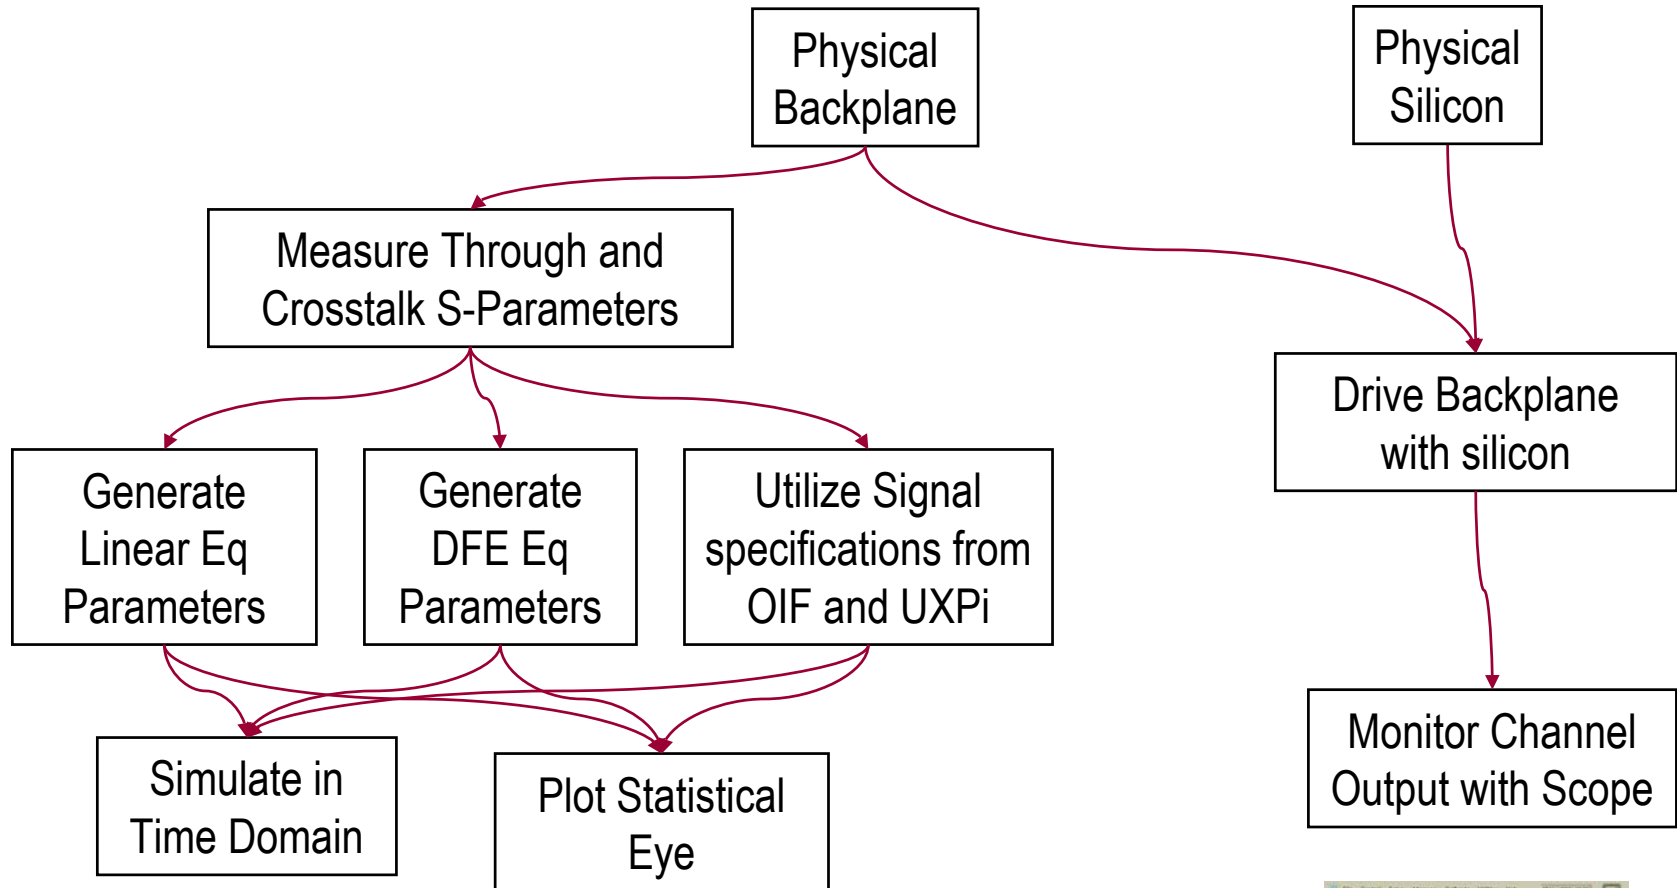 Physical
Backplane
Physical
Silicon
Measure Through and
Crosstalk S-Parameters
Drive Backplane
with silicon
Generate
Linear Eq
Parameters
Generate
DFE Eq
Parameters
Utilize Signal
specifications from
OIF and UXPi
Monitor Channel
Output with Scope
Simulate in
Time Domain
Plot Statistical
Eye